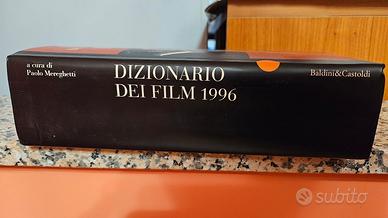 a cura di
Paolo Mereghetti
DIZIONARIO
DEI FILM 1996
Baldini&Castoldi
subito